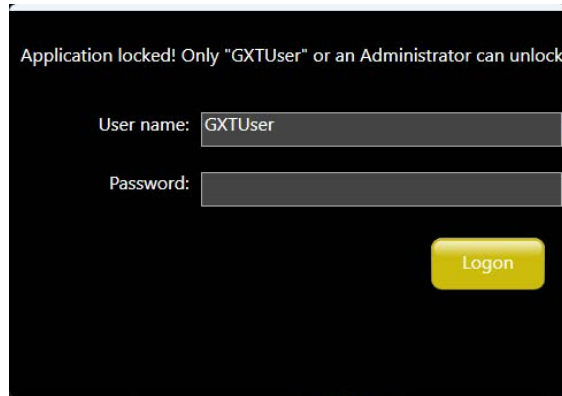 Application locked! Only "GXTUser" or an Administrator can unlock
User name: GXTUser
Password:
Logon